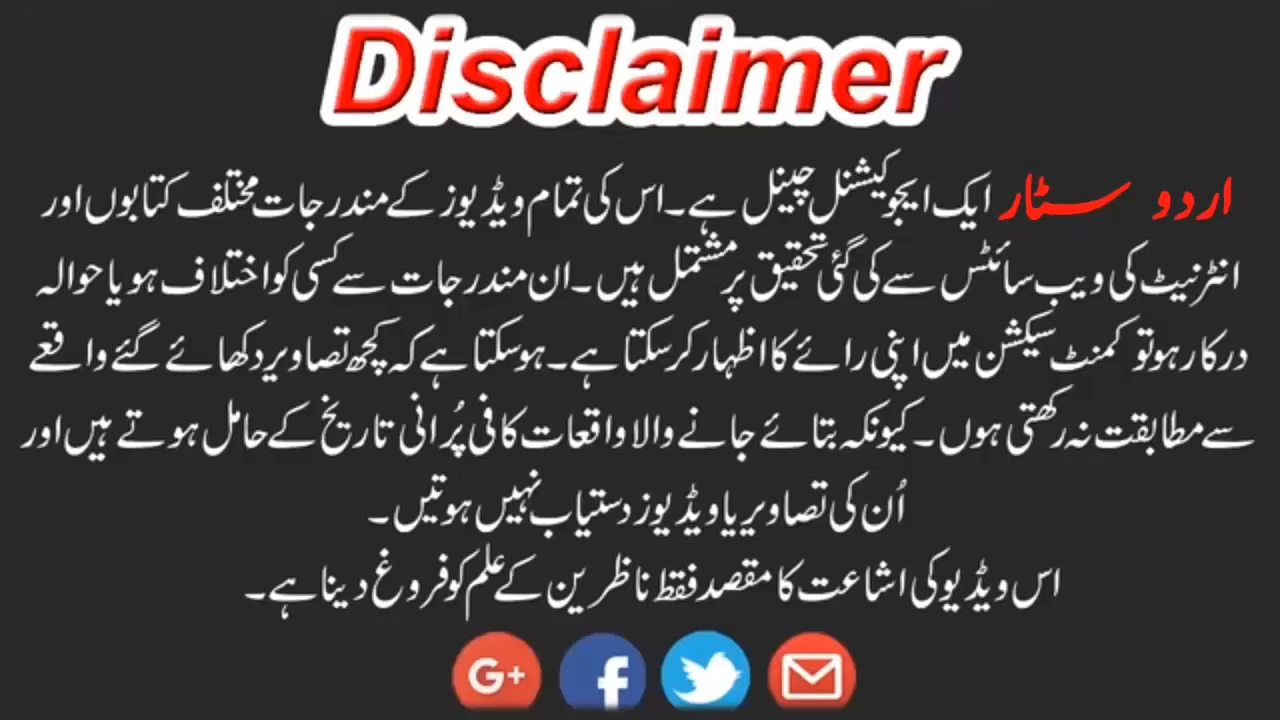 Disclaimer
اردو سٹار ایک ایجوکیشنل چینل ہے۔ اس کی تمام ویڈیوز کے مندرجات مختلف کتابوں اور
انٹرنیٹ کی ویب سائٹس سے کی گئی تحقیق پر مشتمل ہیں۔ ان مندرجات سے کسی کو اختلاف ہو یا حوالہ
درکار ہو تو کمنٹ سیکشن میں اپنی رائے کا اظہار کر سکتا ہے۔ ہو سکتا ہے کہ کچھ تصاویر دکھائے گئے واقعے
سے مطابقت نہ رکھتی ہوں۔ کیونکہ بتائے جانے والا واقعات کافی پُرانی تاریخ کے حامل ہوتے ہیں اور
اُن کی تصاویر یا ویڈیوز دستیاب نہیں ہوتیں۔
اس ویڈیو کی اشاعت کا مقصد فقط ناظرین کے علم کو فروغ دینا ہے۔
G+ f